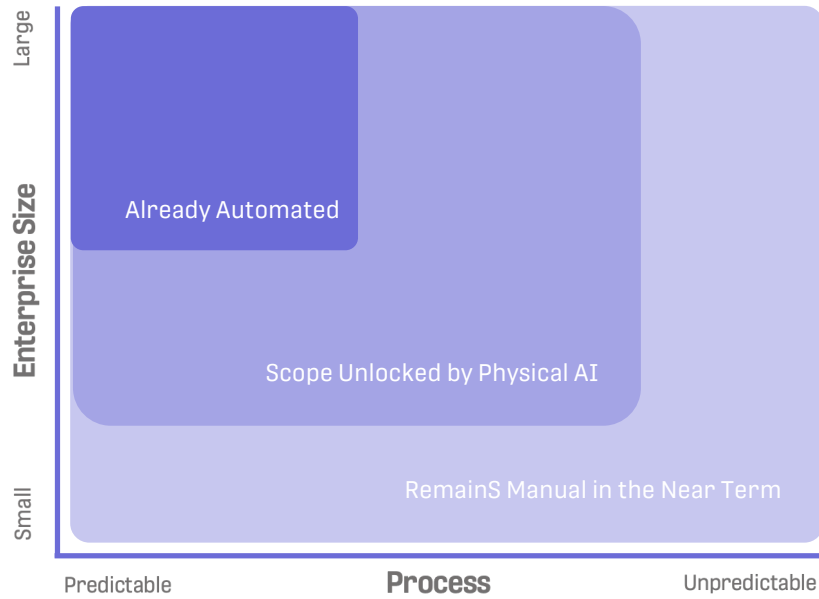 Large
Already Automated
Enterprise Size
Scope Unlocked by Physical AI
RemainS Manual in the Near Term
Small
Predictable
Process
Unpredictable